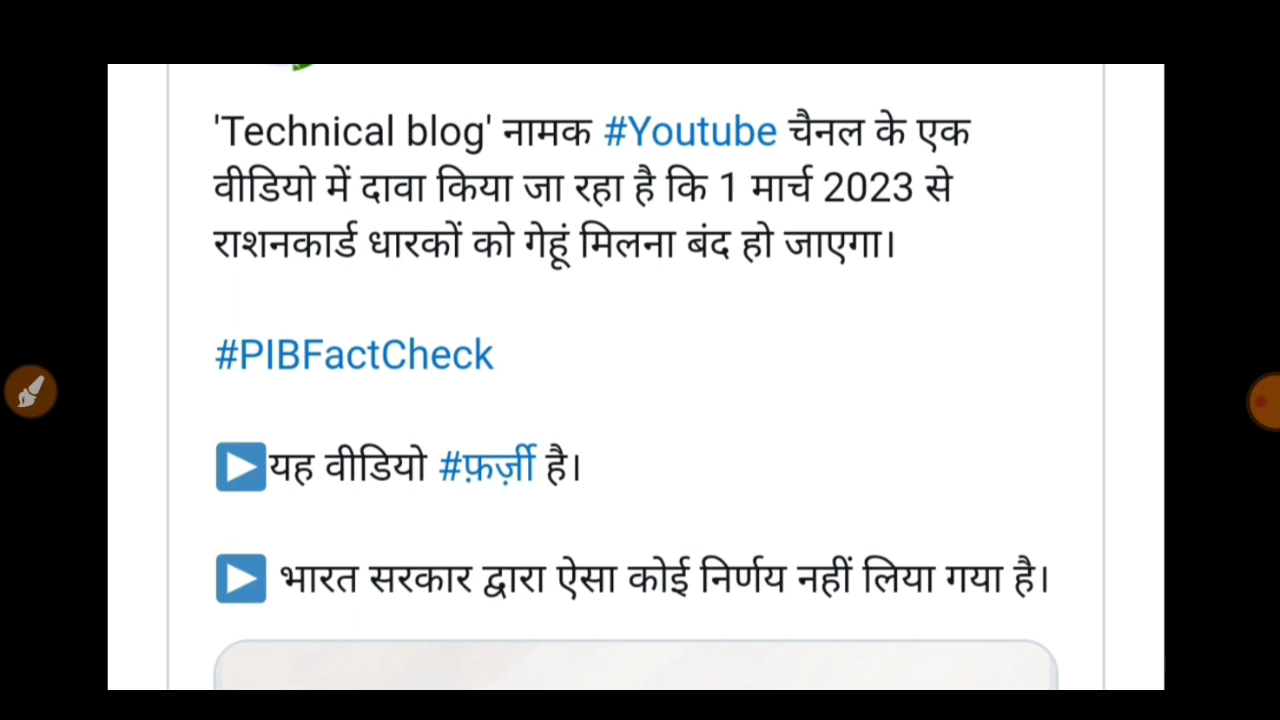 'Technical blog' नामक #Youtube चैनल के एक
वीडियो में दावा किया जा रहा है कि 1 मार्च 2023 से
राशनकार्ड धारकों को गेहूं मिलना बंद हो जाएगा।
#PIBFactCheck
▶यह वीडियो #फ़र्ज़ी है।
▶ भारत सरकार द्वारा ऐसा कोई निर्णय नहीं लिया गया है।